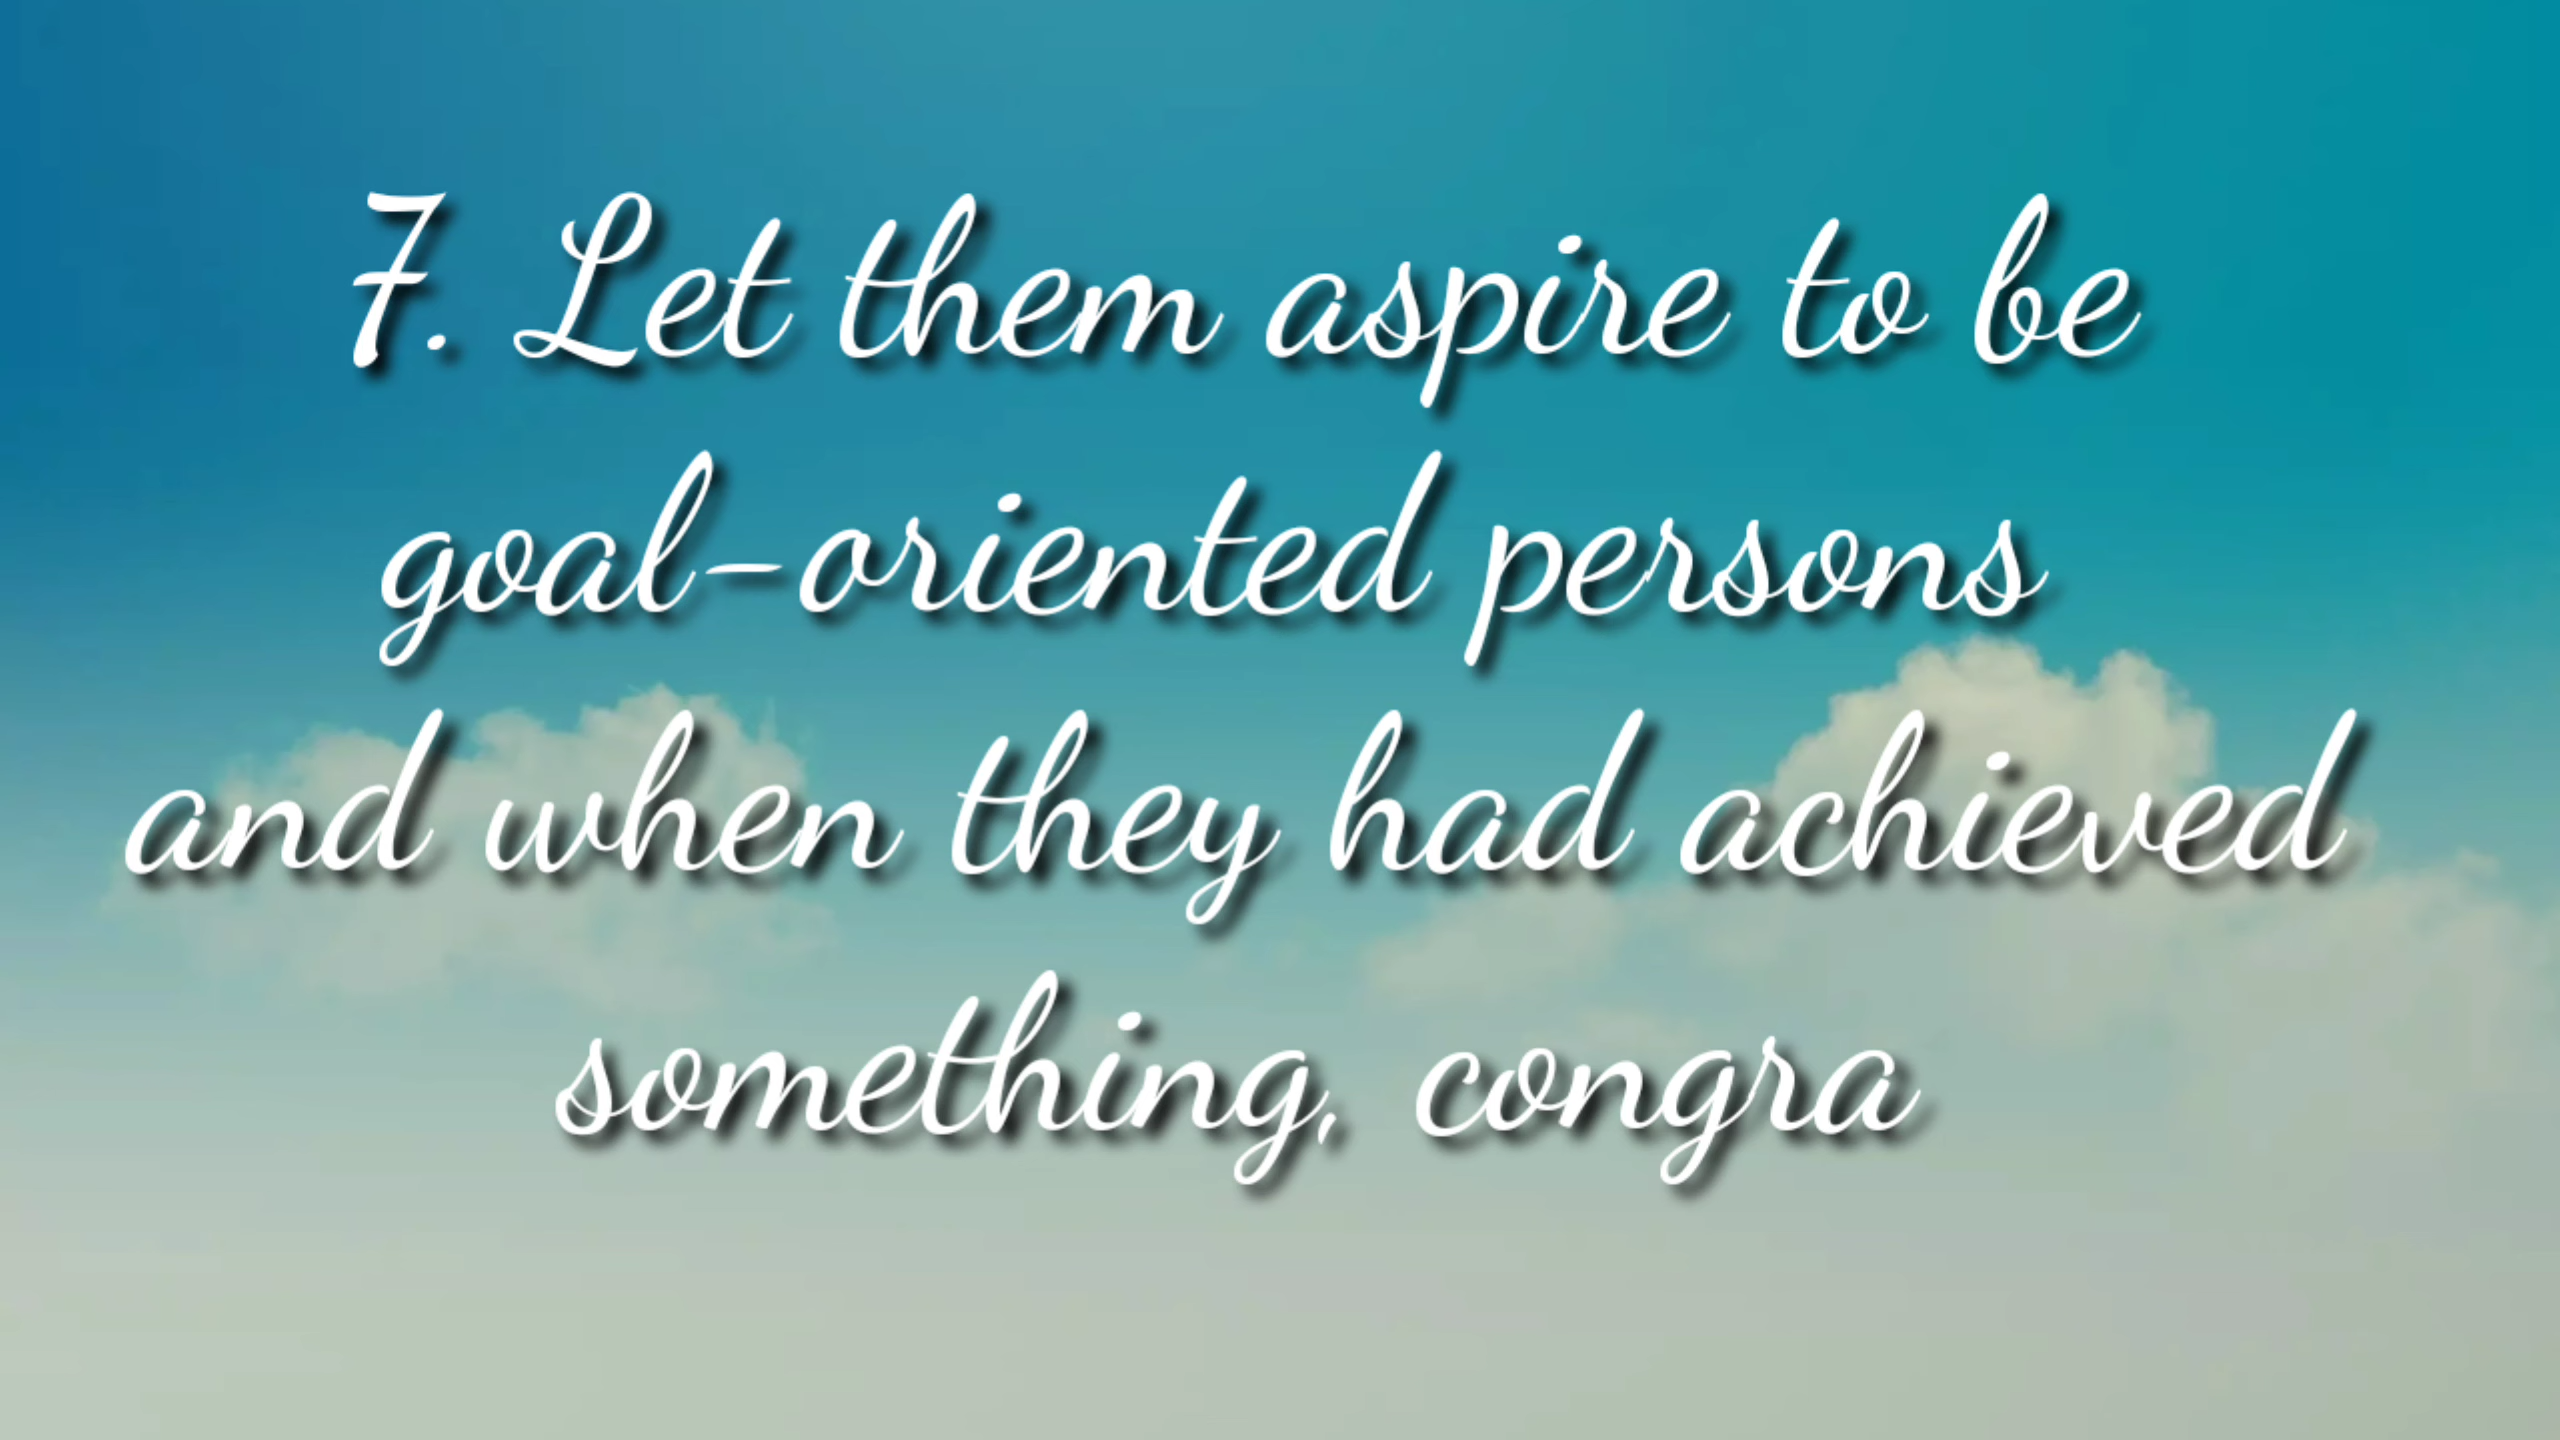 7. Let them aspire to be
goal-oriented persons
and when they had achieved
something, congra